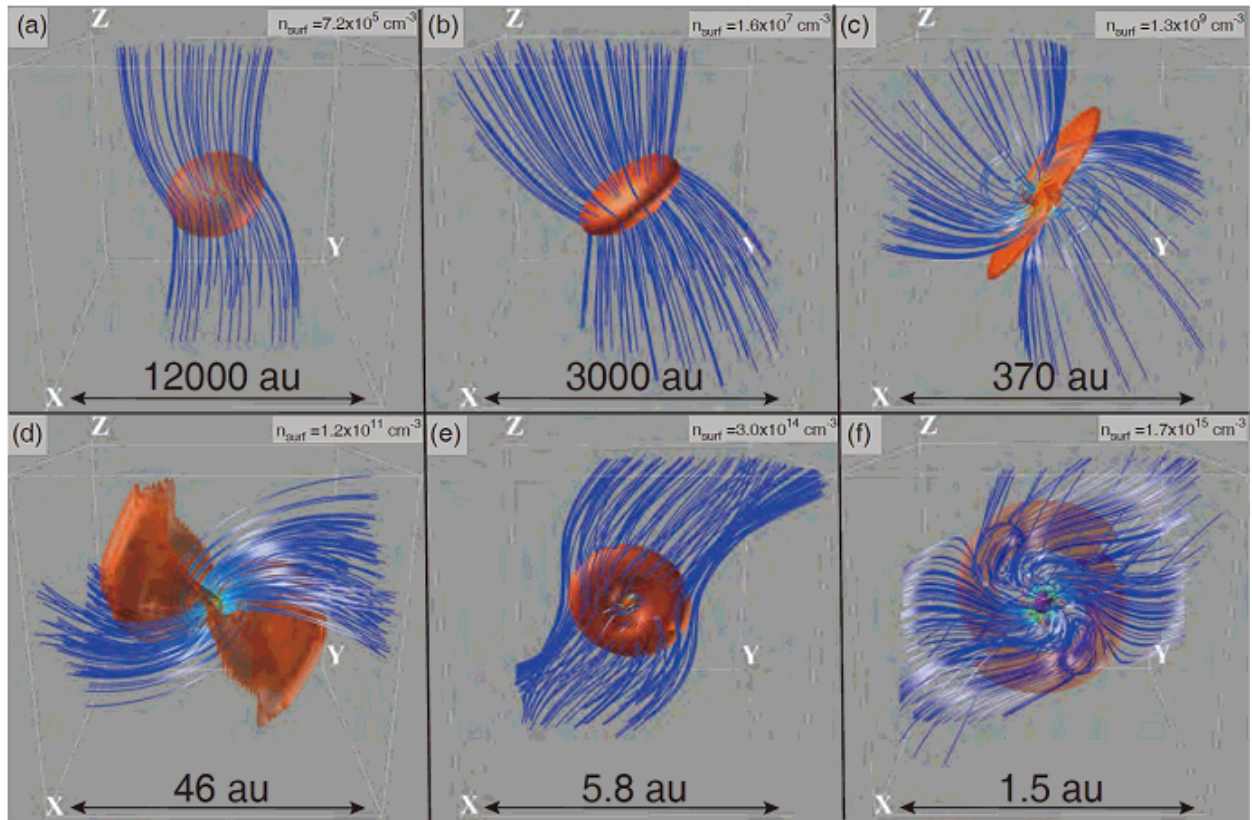 (a) Z n_surf =7.2x10^5 cm^-3
Y
12000 au
X
(b) Z n_surf =1.6x10^7 cm^-3
Y
3000 au
X
(c) Z n_surf =1.3x10^9 cm^-3
Y
370 au
X
(d) Z n_surf =1.2x10^11 cm^-3
Y
46 au
X
(e) Z n_surf =3.0x10^14 cm^-3
Y
5.8 au
X
(f) Z n_surf =1.7x10^15 cm^-3
Y
1.5 au
X